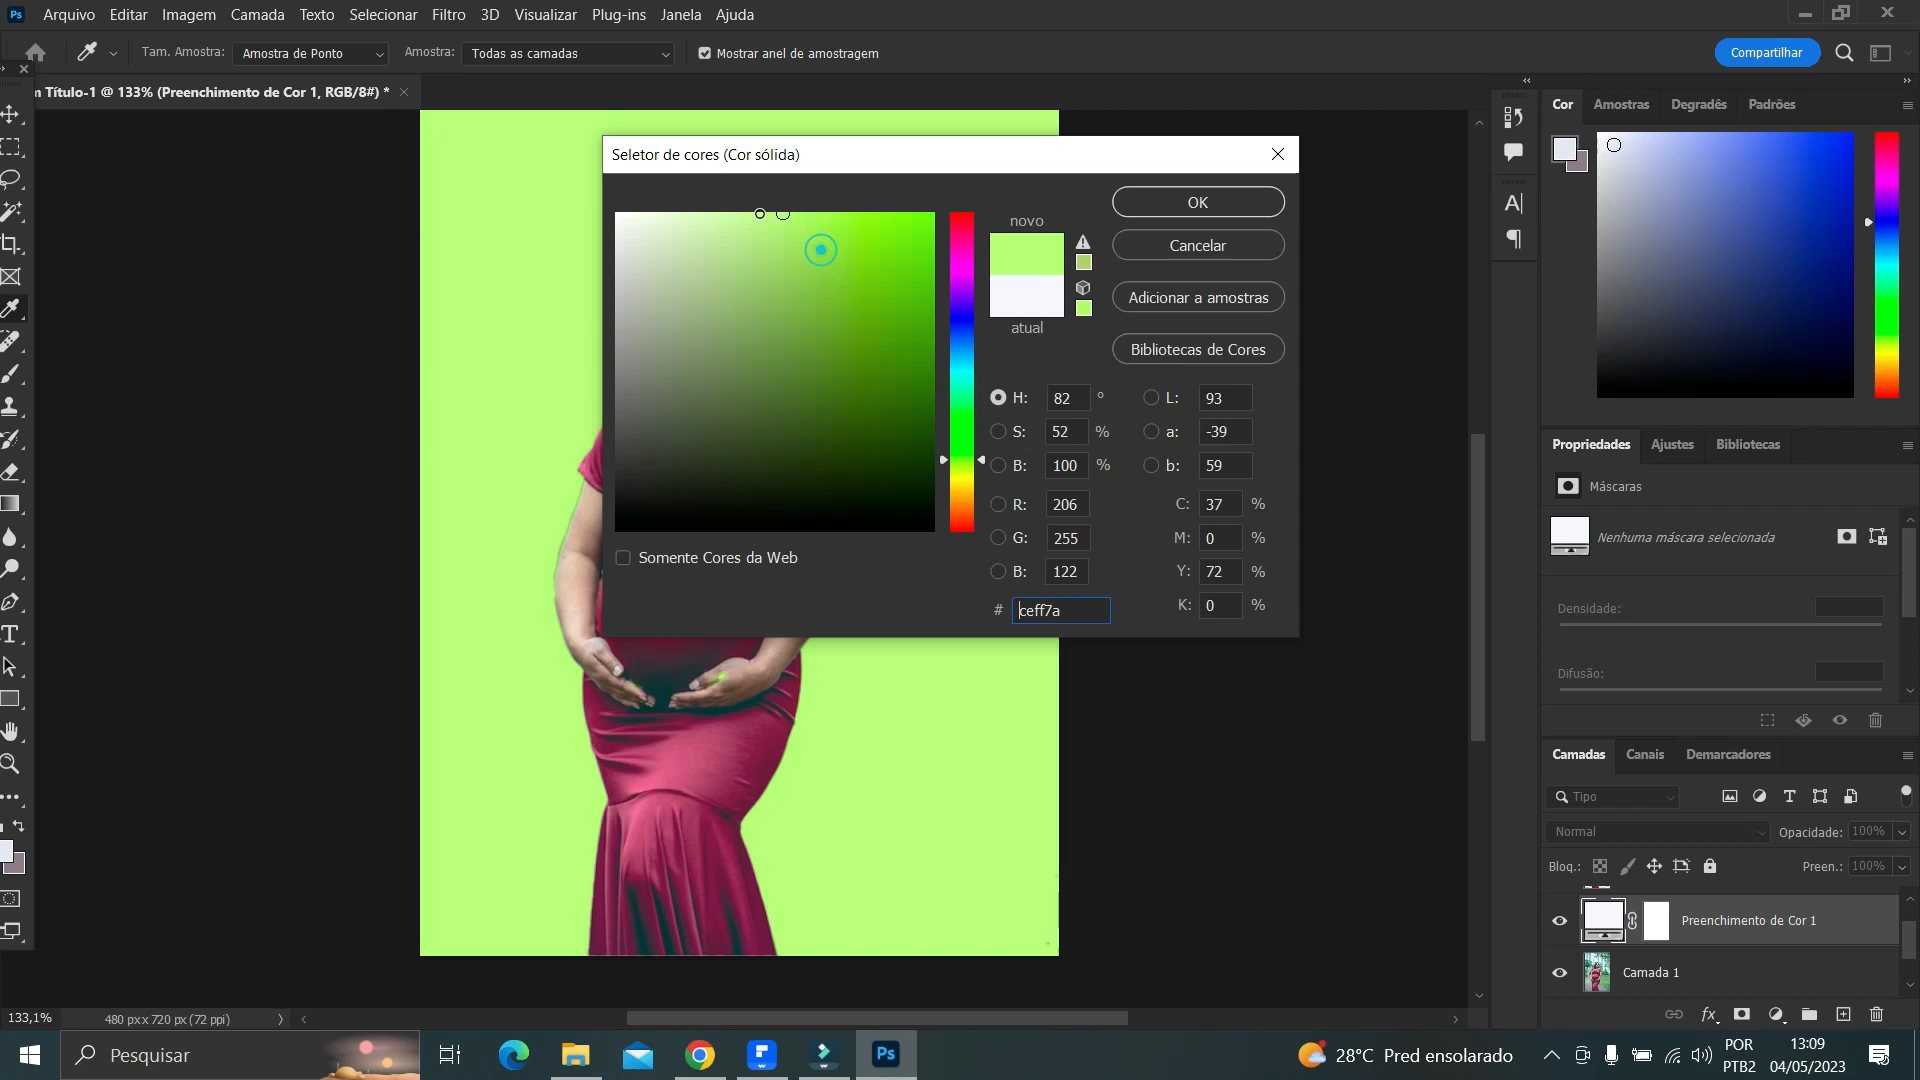 Ps Arquivo Editar Imagem Camada Texto Selecionar Filtro 3D Visualizar Plug-ins Janela Ajuda
Tam. Amostra: Amostra de Ponto Amostra: Todas as camadas Mostrar anel de amostragem Compartilhar
m Título-1 @ 133% (Preenchimento de Cor 1, RGB/8#) *
Cor Amostras Degradês Padrões
Seletor de cores (Cor sólida)
OK
novo
Cancelar
Adicionar a amostras
atual
Bibliotecas de Cores
H: 82 ° L: 93
S: 52 % a: -39
B: 100 % b: 59
R: 206 C: 37 %
G: 255 M: 0 %
B: 122 Y: 72 %
# ceff7a K: 0 %
Somente Cores da Web
Propriedades Ajustes Bibliotecas
Máscaras
Nenhuma máscara selecionada
Densidade:
Difusão:
Camadas Canais Demarcadores
Tipo
Normal Opacidade: 100%
Bloq.: Preen.: 100%
Preenchimento de Cor 1
Camada 1
fx
133,1% 480 px x 720 px (72 ppi)
Pesquisar
Ps
28°C Pred ensolarado
POR
PTB2
13:09
04/05/2023